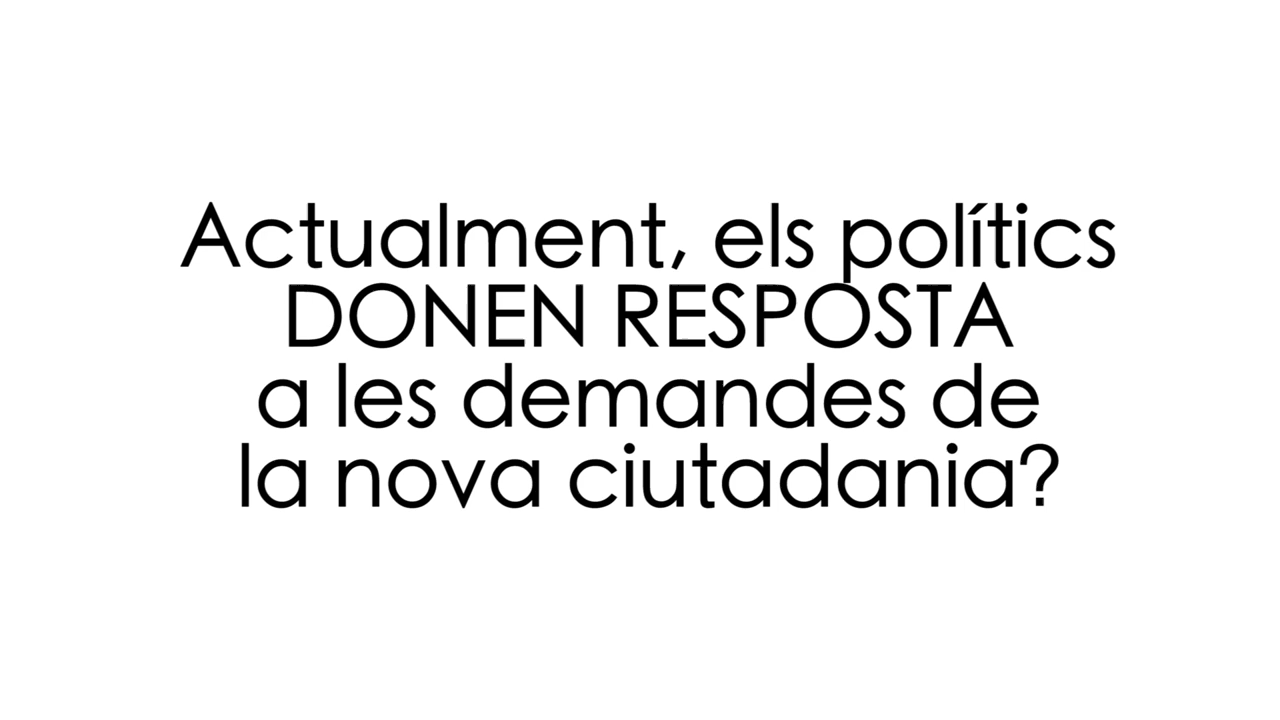 Actualment, els polítics
DONEN RESPOSTA
a les demandes de
la nova ciutadania?